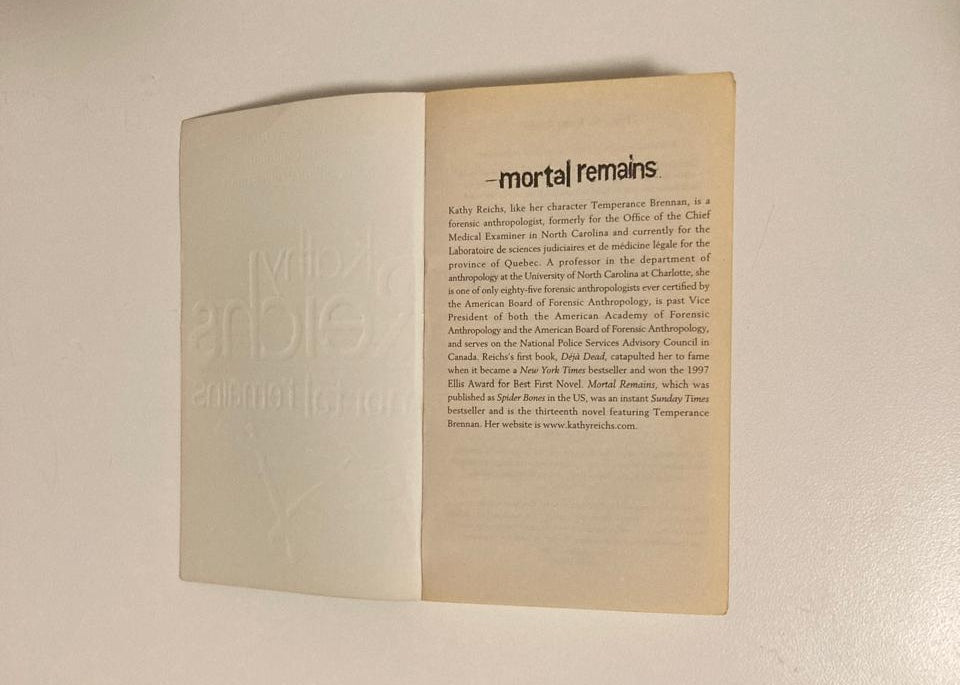 kathy
reichs
mortal remains
mortal remains
Kathy Reichs, like her character Temperance Brennan, is a
forensic anthropologist, formerly for the Office of the Chief
Medical Examiner in North Carolina and currently for the
Laboratoire de sciences judiciaires et de médicine légale for the
province of Quebec. A professor in the department of
anthropology at the University of North Carolina at Charlotte, she
is one of only eighty-five forensic anthropologists ever certified by
the American Board of Forensic Anthropology, is past Vice
President of both the American Academy of Forensic
Anthropology and the American Board of Forensic Anthropology,
and serves on the National Police Services Advisory Council in
Canada. Reichs's first book, Déjà Dead, catapulted her to fame
when it became a New York Times bestseller and won the 1997
Ellis Award for Best First Novel. Mortal Remains, which was
published as Spider Bones in the US, was an instant Sunday Times
bestseller and is the thirteenth novel featuring Temperance
Brennan. Her website is www.kathyreichs.com.